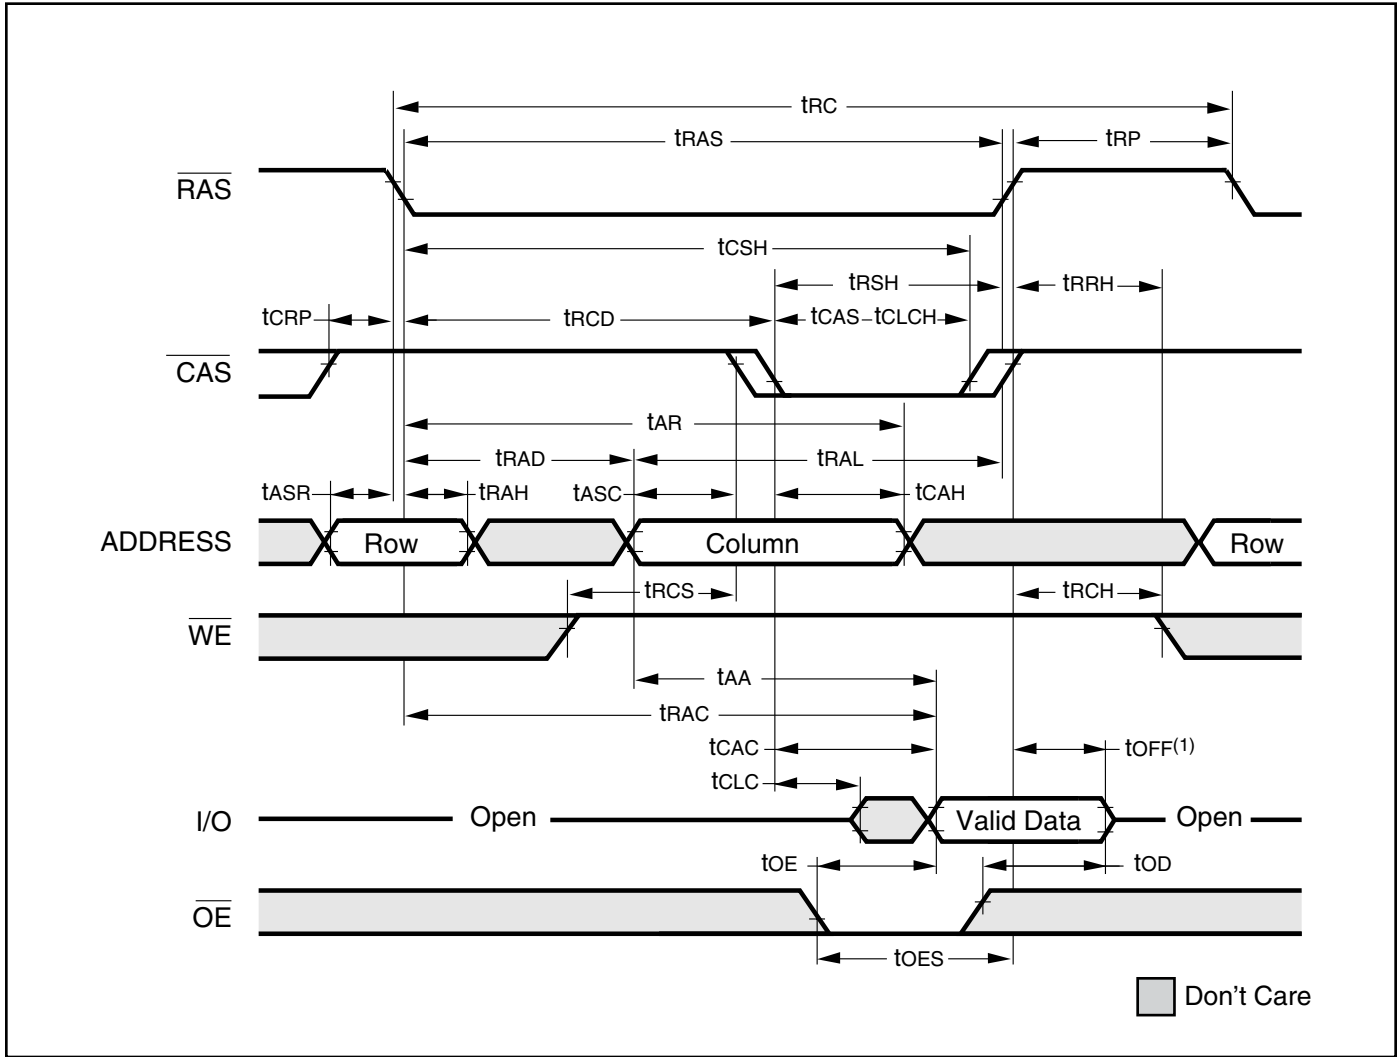 tRC
tRAS
tRP
RAS
tCSH
tRSH
tRRH
tCRP
tRCD
tCAS
tCLCH
CAS
tAR
tRAD
tRAL
tASR
tRAH
tASC
tCAH
ADDRESS
Row
Column
Row
tRCS
tRCH
WE
tAA
tRAC
tCAC
tOFF(1)
tCLC
I/O
Open
Valid Data
Open
tOE
tOD
OE
tOES
Don't Care